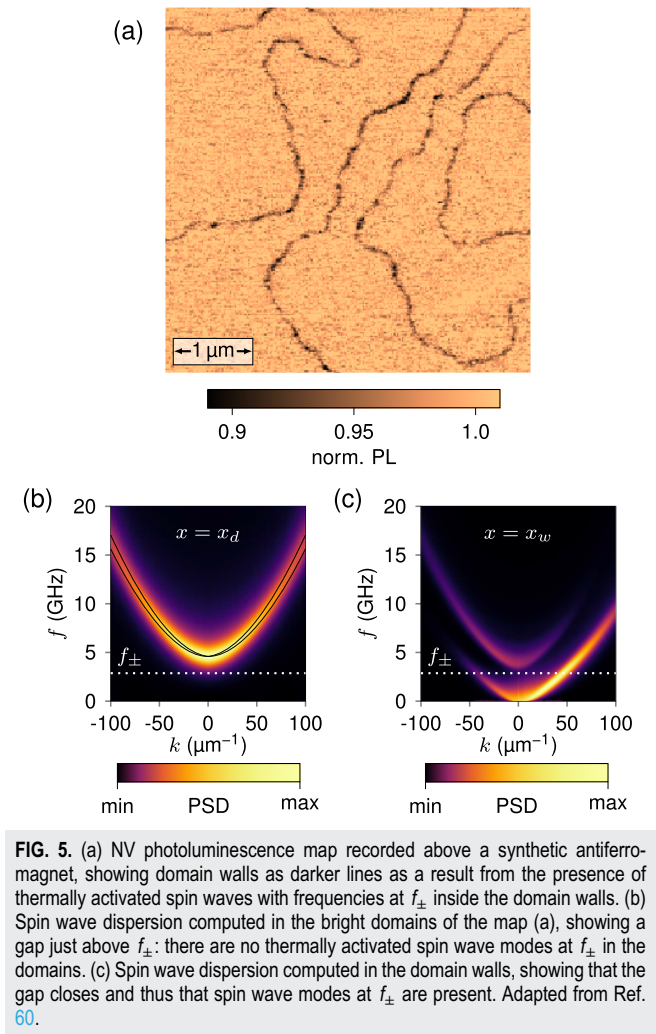 (a)
1 µm
0.9 0.95 1.0
norm. PL
(b) (c)
20 20
x = x_d x = x_w
15 15
f (GHz) f (GHz)
10 10
5 5
f± f±
0 0
-100 -50 0 50 100 -100 -50 0 50 100
k (µm⁻¹) k (µm⁻¹)
min PSD max min PSD max
FIG. 5. (a) NV photoluminescence map recorded above a synthetic antiferro-
magnet, showing domain walls as darker lines as a result from the presence of
thermally activated spin waves with frequencies at f± inside the domain walls. (b)
Spin wave dispersion computed in the bright domains of the map (a), showing a
gap just above f±: there are no thermally activated spin wave modes at f± in the
domains. (c) Spin wave dispersion computed in the domain walls, showing that the
gap closes and thus that spin wave modes at f± are present. Adapted from Ref.
60.